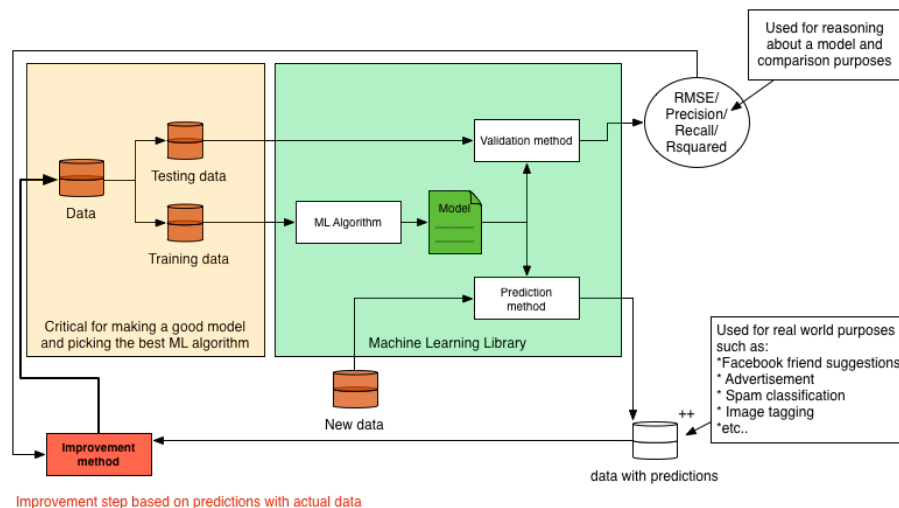 Used for reasoning
about a model and
comparison purposes
RMSE/
Precision/
Recall/
Rsquared
Validation method
Testing data
Data
Model
ML Algorithm
Training data
Prediction
method
Critical for making a good model
and picking the best ML algorithm
Machine Learning Library
Used for real world purposes
such as:
*Facebook friend suggestions
* Advertisement
* Spam classification
* Image tagging
*etc..
New data
++
Improvement
method
data with predictions
Improvement step based on predictions with actual data